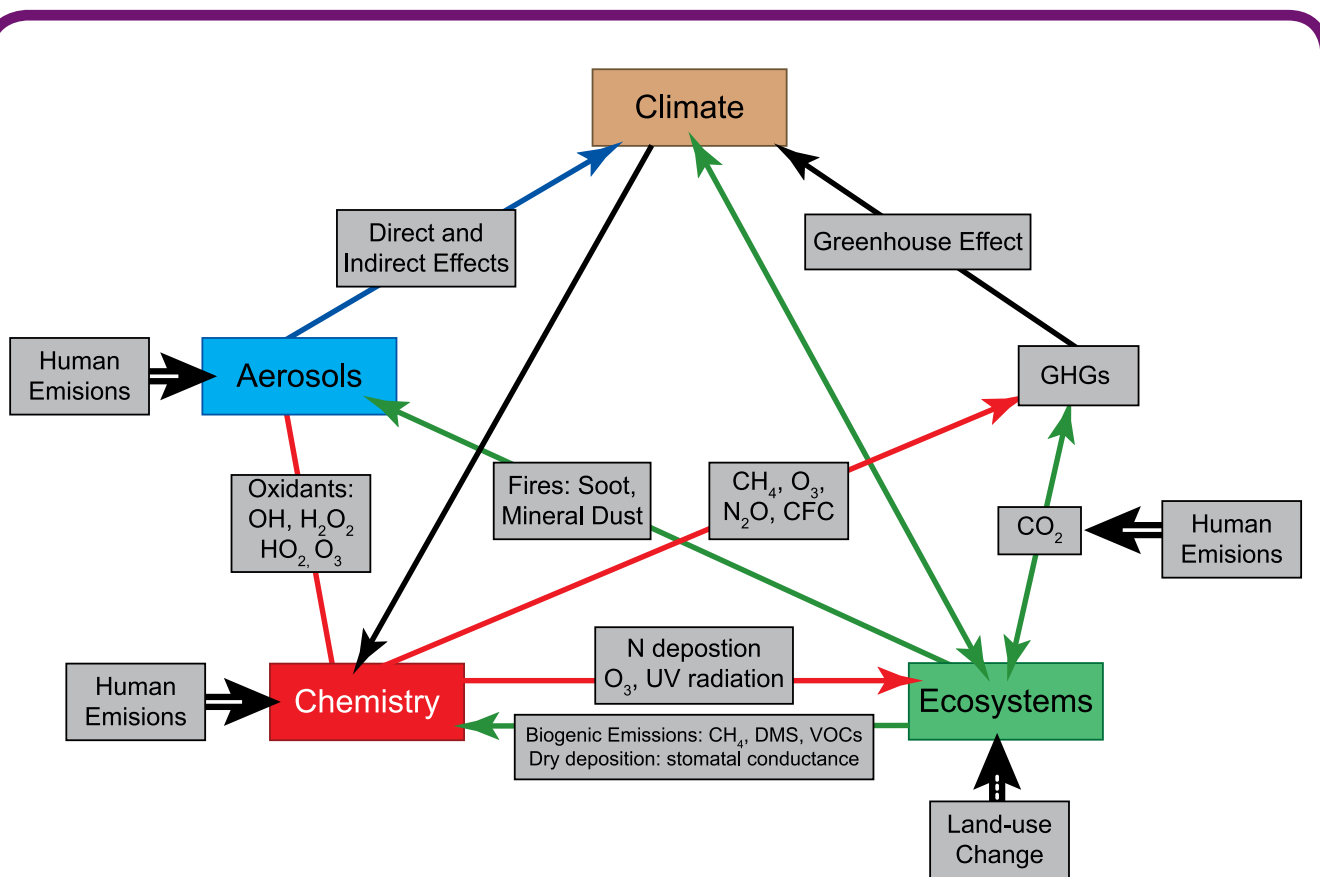 Climate
Direct and
Indirect Effects
Greenhouse Effect
Human
Emisions
Aerosols
GHGs
Oxidants:
OH, H₂O₂
HO₂, O₃
Fires: Soot,
Mineral Dust
CH₄, O₃,
N₂O, CFC
CO₂
Human
Emisions
Human
Emisions
Chemistry
N depostion
O₃, UV radiation
Ecosystems
Biogenic Emissions: CH₄, DMS, VOCs
Dry deposition: stomatal conductance
Land-use
Change